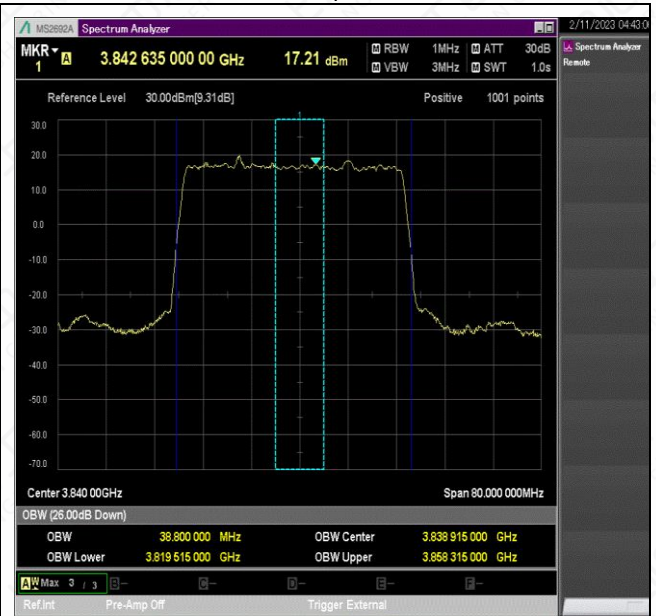 MS2692A Spectrum Analyzer
2/11/2023 04:43:0
MKR 1 A 3.842 635 000 00 GHz 17.21 dBm
M RBW 1MHz M ATT 30dB
M VBW 3MHz M SWT 1.0s
Spectrum Analyzer
Remote
Reference Level 30.00dBm[9.31dB] Positive 1001 points
1
30.0
20.0
10.0
0.0
-10.0
-20.0
-30.0
-40.0
-50.0
-60.0
-70.0
Center 3.840 00GHz Span 80.000 000MHz
OBW (26.00dB Down)
OBW 38.800 000 MHz OBW Center 3.838 915 000 GHz
OBW Lower 3.819 515 000 GHz OBW Upper 3.858 315 000 GHz
A W Max 3 / 3 B- C- D- E- F-
Ref.Int Pre-Amp Off Trigger External